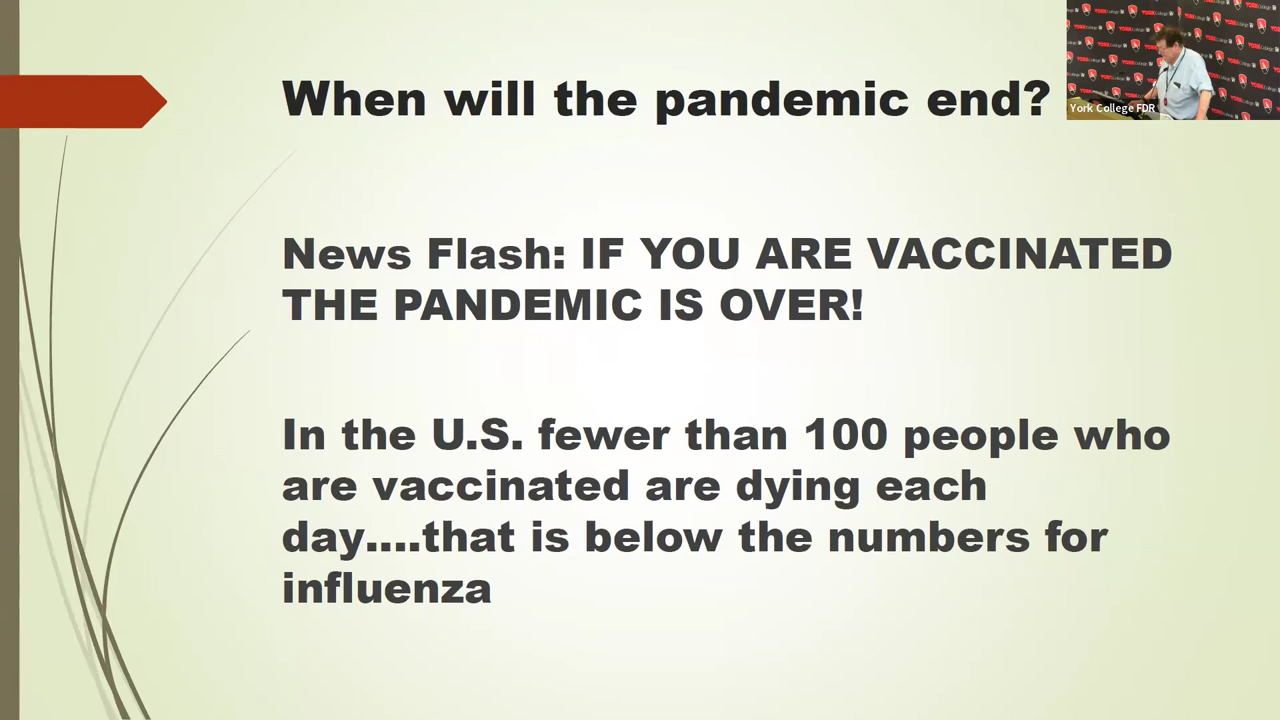 When will the pandemic end?
York College FDR
News Flash: IF YOU ARE VACCINATED
THE PANDEMIC IS OVER!
In the U.S. fewer than 100 people who
are vaccinated are dying each
day....that is below the numbers for
influenza